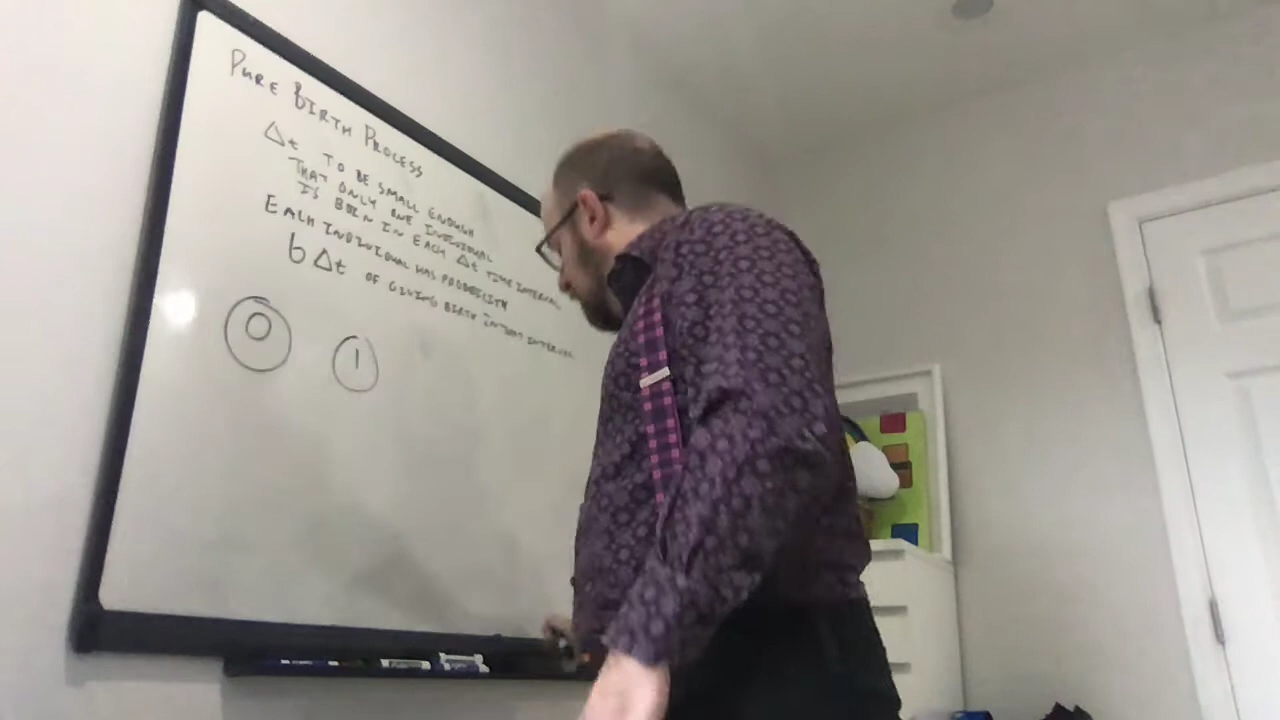 PURE BIRTH PROCESS
Δt TO BE SMALL ENOUGH
THAT ONLY ONE INDIVIDUAL
IS BORN IN EACH Δt TIME INTERVAL
EACH INDIVIDUAL HAS PROBABILITY
b Δt OF GIVING BIRTH IN THAT INTERVAL
0 1